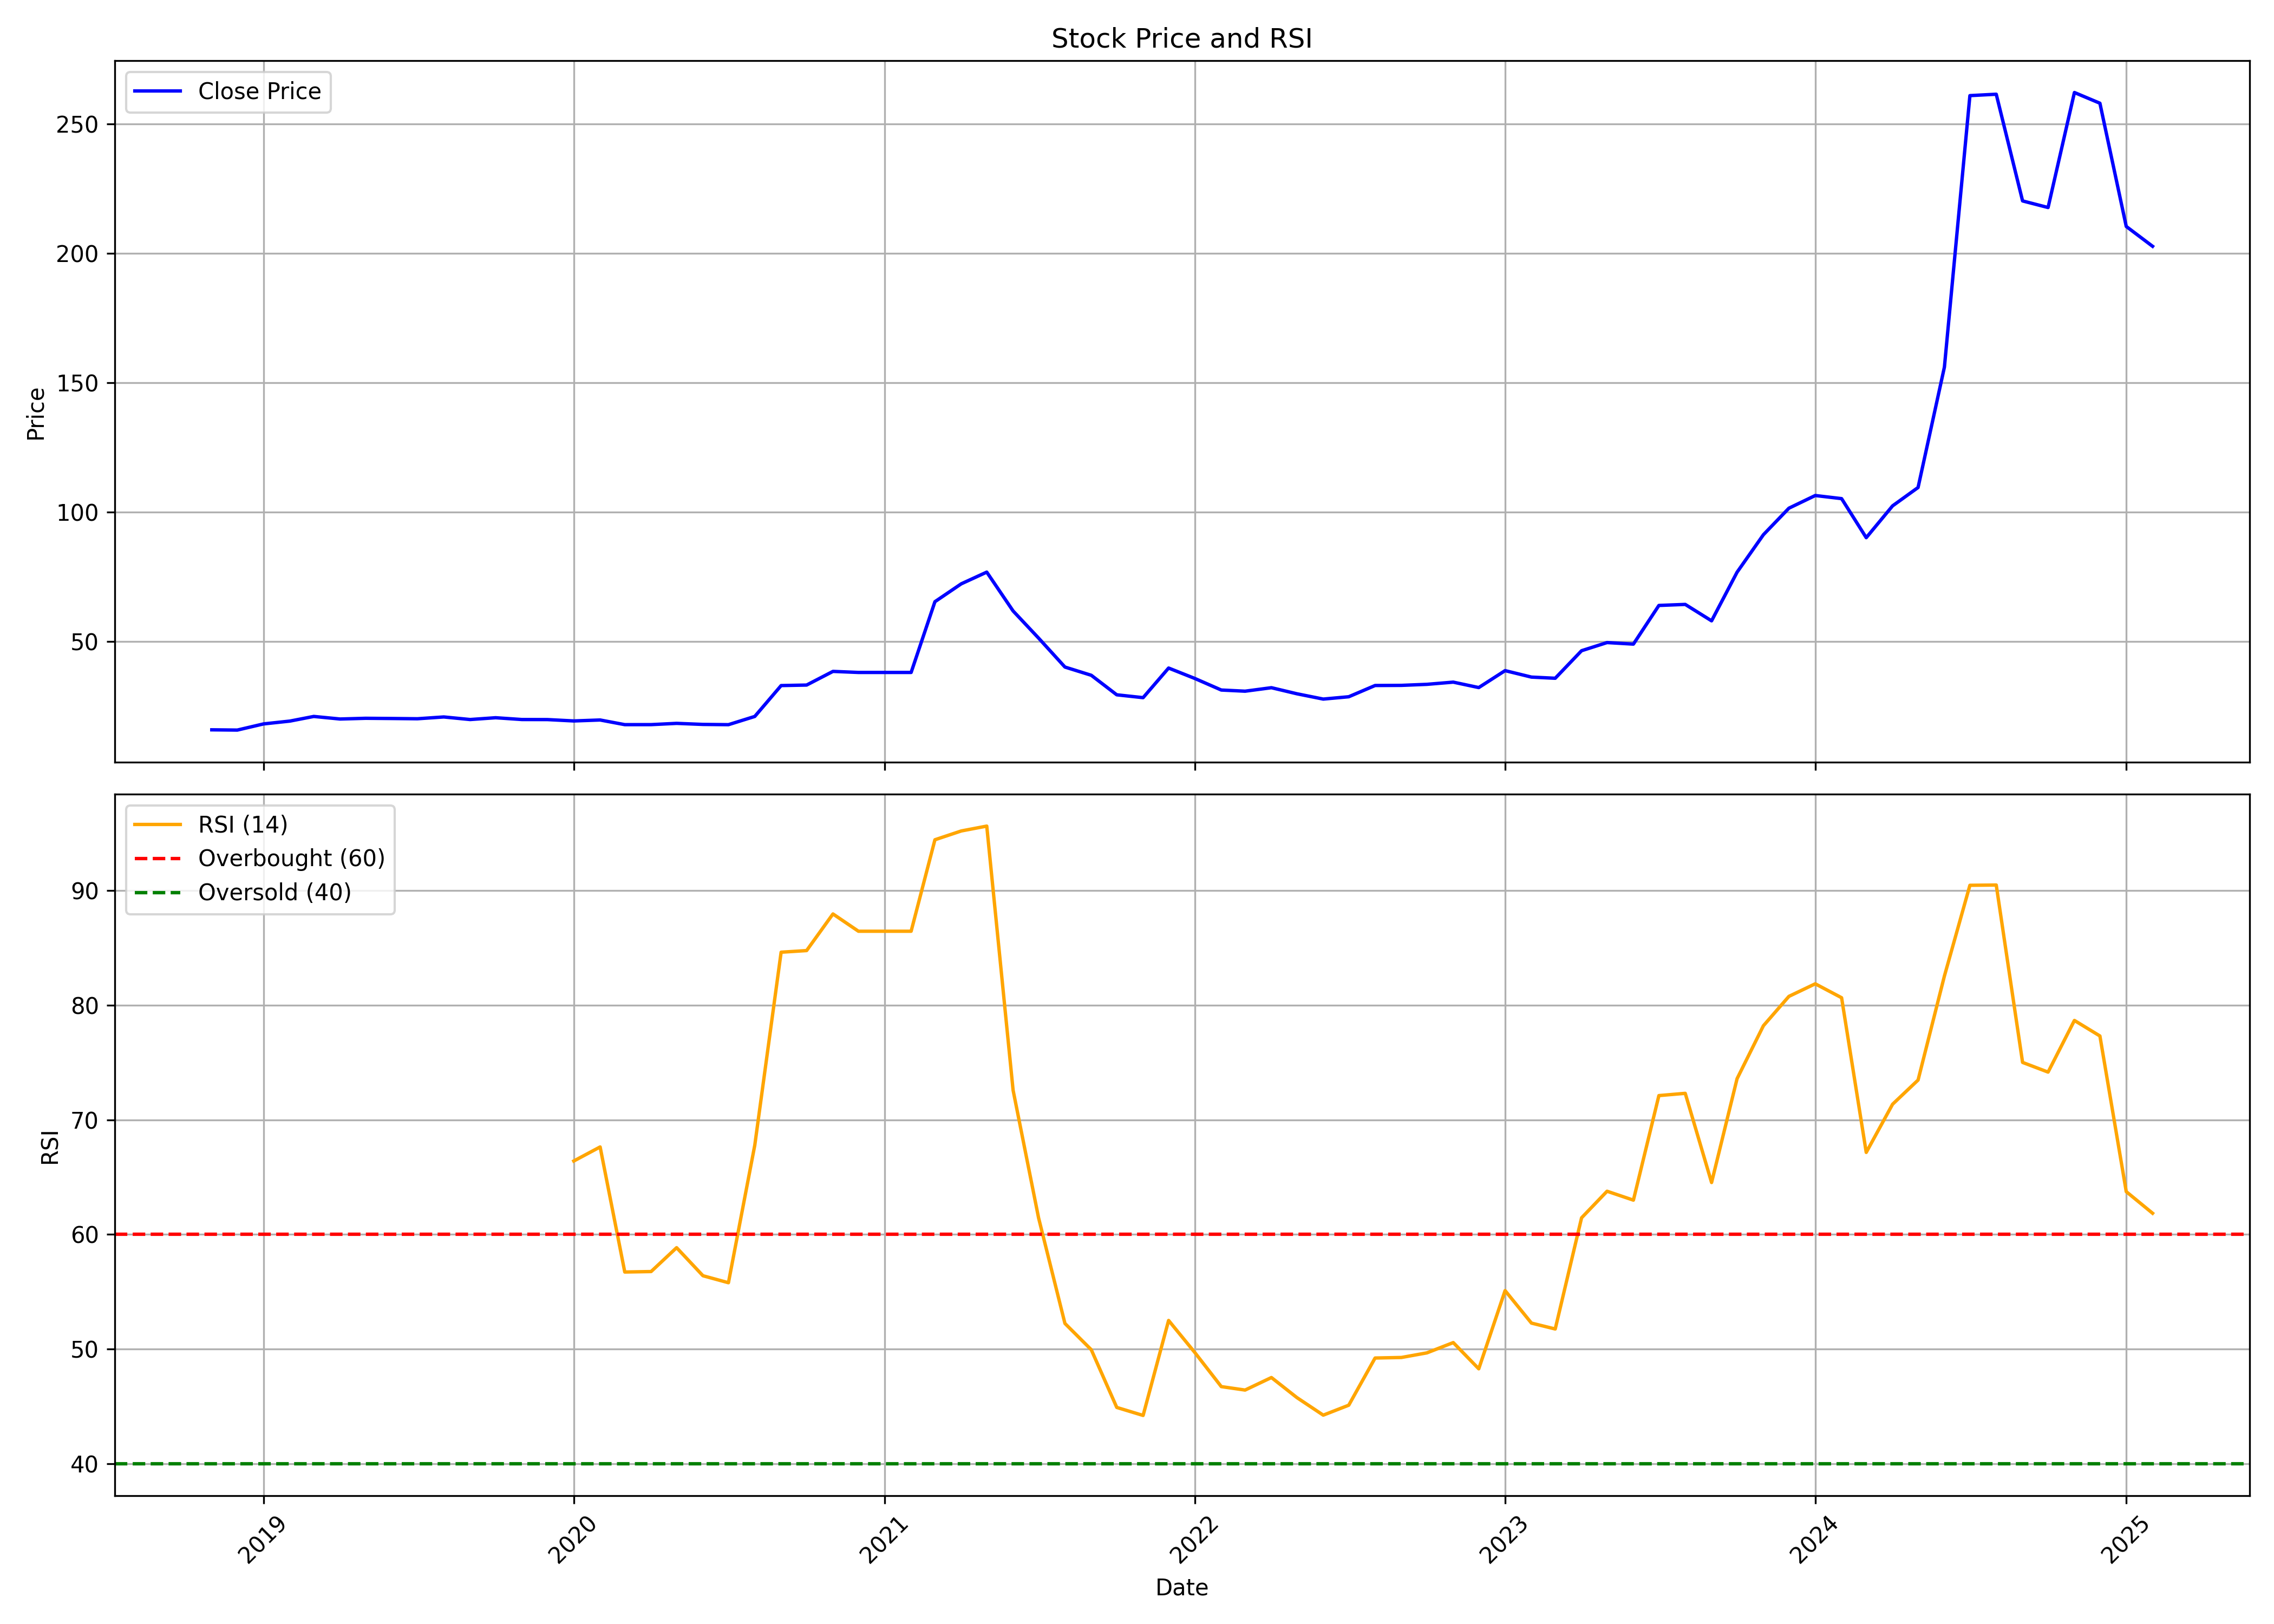 Stock Price and RSI
Close Price
250
200
150
100
50
Price
RSI (14)
Overbought (60)
Oversold (40)
90
80
70
60
50
40
RSI
2019
2020
2021
2022
2023
2024
2025
Date